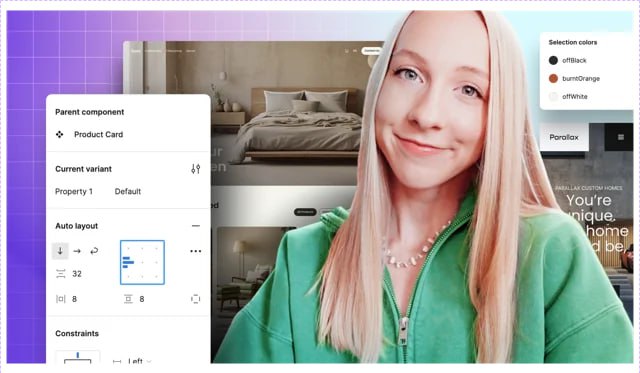 Parent component
Product Card
Current variant
Property 1 Default
Auto layout
32
8 8
Constraints
Left
Selection colors
offBlack
burntOrange
offWhite
Parallax
PARALLAX CUSTOM HOMES
You're
unique.
home
d be